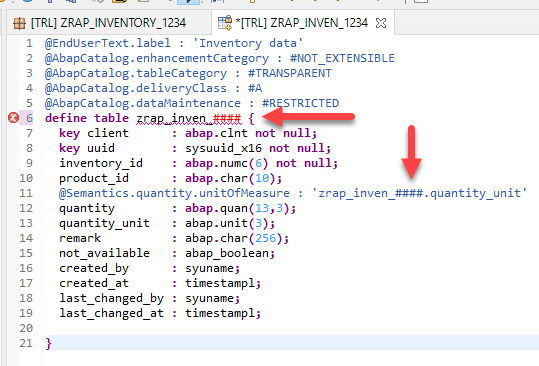 [TRL] ZRAP_INVENTORY_1234 *[TRL] ZRAP_INVEN_1234
1 @EndUserText.label : 'Inventory data'
2 @AbapCatalog.enhancementCategory : #NOT_EXTENSIBLE
3 @AbapCatalog.tableCategory : #TRANSPARENT
4 @AbapCatalog.deliveryClass : #A
5 @AbapCatalog.dataMaintenance : #RESTRICTED
6 define table zrap_inven_#### {
7 key client : abap.clnt not null;
8 key uuid : sysuuid_x16 not null;
9 inventory_id : abap.numc(6) not null;
10 product_id : abap.char(10);
11 @Semantics.quantity.unitOfMeasure : 'zrap_inven_####.quantity_unit'
12 quantity : abap.quan(13,3);
13 quantity_unit : abap.unit(3);
14 remark : abap.char(256);
15 not_available : abap_boolean;
16 created_by : syuname;
17 created_at : timestampl;
18 last_changed_by : syuname;
19 last_changed_at : timestampl;
20
21 }